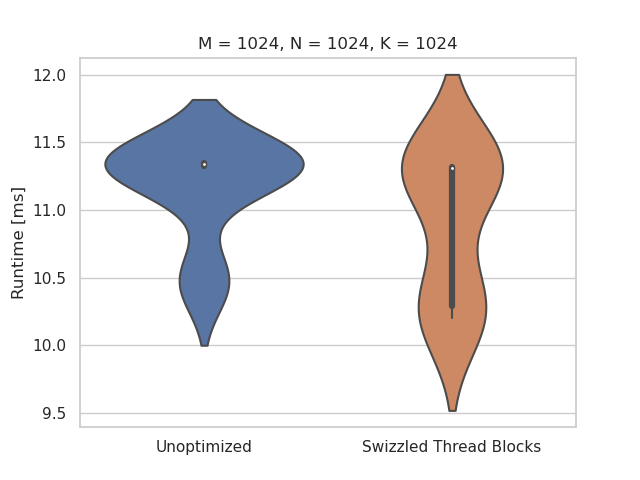 M = 1024, N = 1024, K = 1024
12.0
11.5
11.0
10.5
10.0
9.5
Runtime [ms]
Unoptimized
Swizzled Thread Blocks